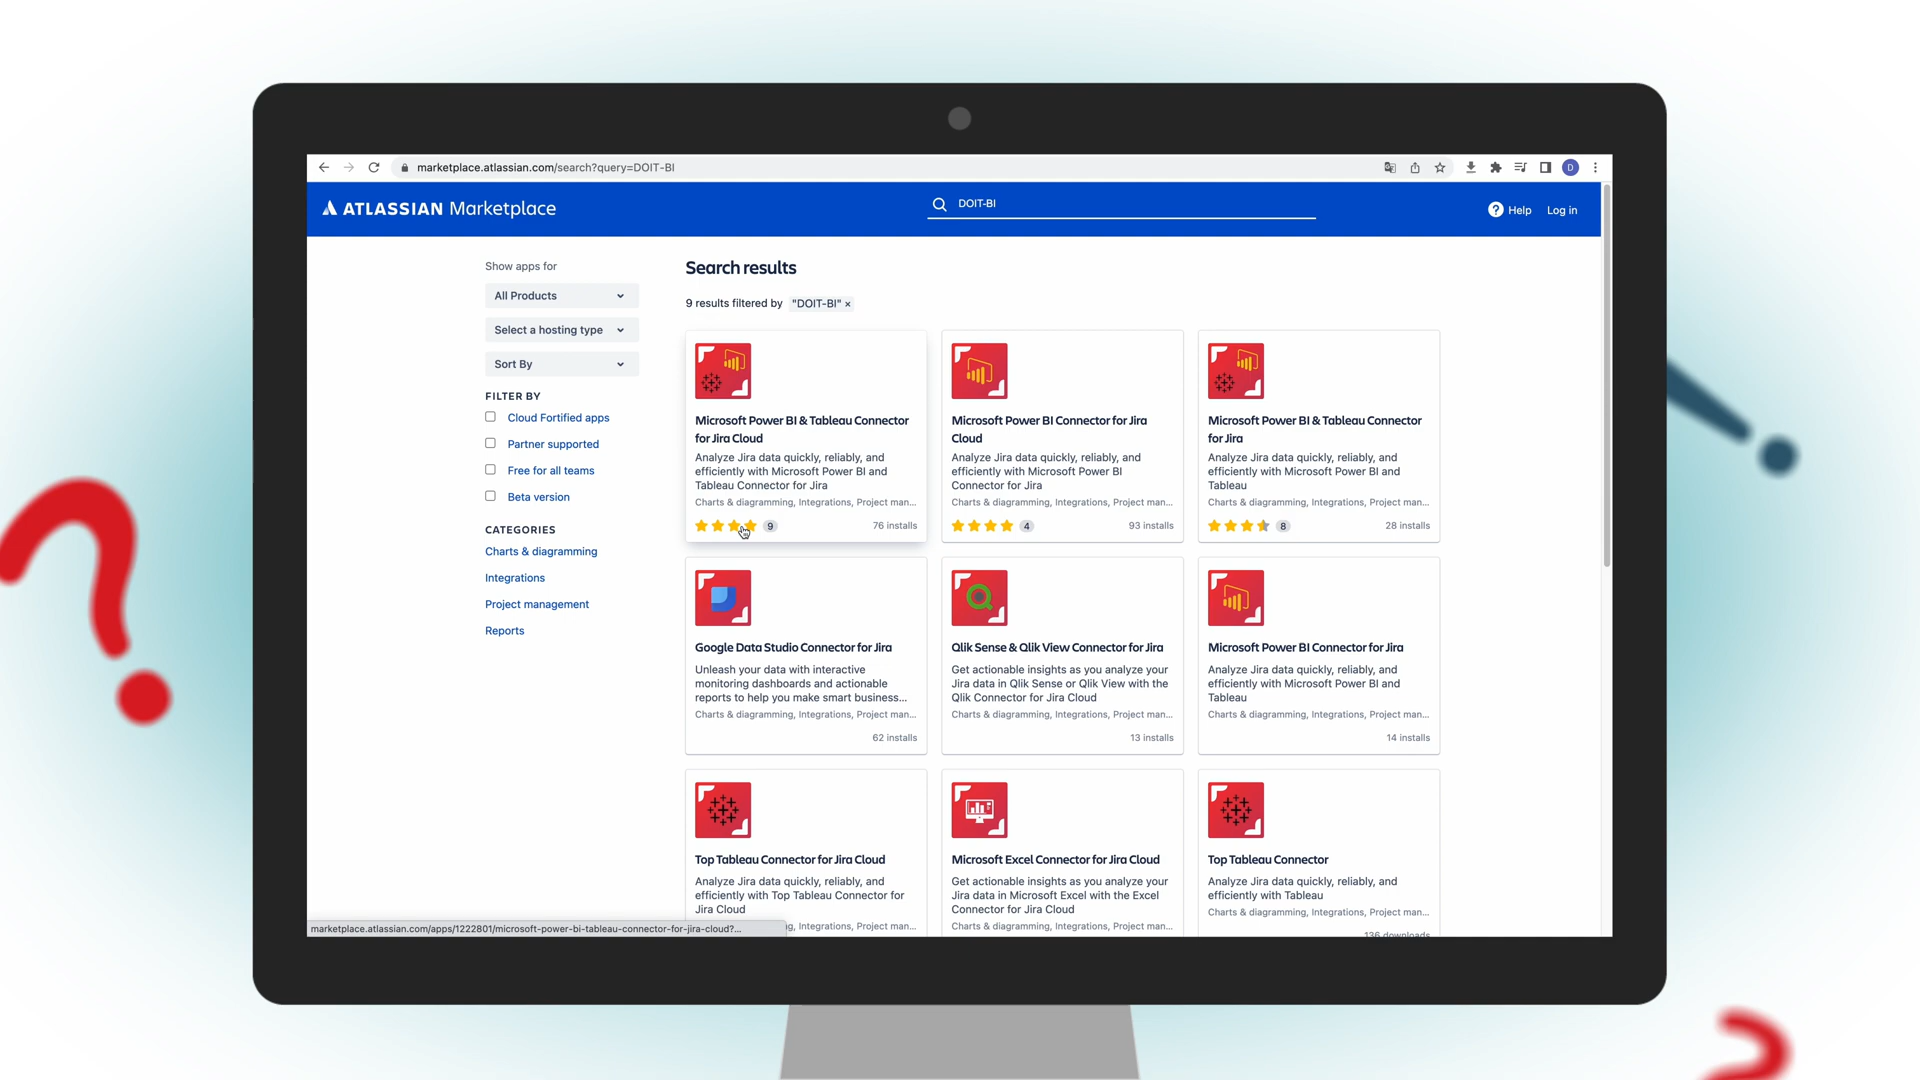 marketplace.atlassian.com/search?query=DOIT-BI
D
ATLASSIAN Marketplace
DOIT-BI
? Help
Log in
Show apps for
All Products
Select a hosting type
Sort By
FILTER BY
Cloud Fortified apps
Partner supported
Free for all teams
Beta version
CATEGORIES
Charts & diagramming
Integrations
Project management
Reports
Search results
9 results filtered by "DOIT-BI" ×
Microsoft Power BI & Tableau Connector
for Jira Cloud
Analyze Jira data quickly, reliably, and
efficiently with Microsoft Power BI and
Tableau Connector for Jira
Charts & diagramming, Integrations, Project man...
9
76 installs
Microsoft Power BI Connector for Jira
Cloud
Analyze Jira data quickly, reliably, and
efficiently with Microsoft Power BI
Connector for Jira
Charts & diagramming, Integrations, Project man...
4
93 installs
Microsoft Power BI & Tableau Connector
for Jira
Analyze Jira data quickly, reliably, and
efficiently with Microsoft Power BI and
Tableau
Charts & diagramming, Integrations, Project man...
8
28 installs
Google Data Studio Connector for Jira
Unleash your data with interactive
monitoring dashboards and actionable
reports to help you make smart business...
Charts & diagramming, Integrations, Project man...
62 installs
Qlik Sense & Qlik View Connector for Jira
Get actionable insights as you analyze your
Jira data in Qlik Sense or Qlik View with the
Qlik Connector for Jira Cloud
Charts & diagramming, Integrations, Project man...
13 installs
Microsoft Power BI Connector for Jira
Analyze Jira data quickly, reliably, and
efficiently with Microsoft Power BI and
Tableau
Charts & diagramming, Integrations, Project man...
14 installs
Top Tableau Connector for Jira Cloud
Analyze Jira data quickly, reliably, and
efficiently with Top Tableau Connector for
Jira Cloud
g, Integrations, Project man...
Microsoft Excel Connector for Jira Cloud
Get actionable insights as you analyze your
Jira data in Microsoft Excel with the Excel
Connector for Jira Cloud
Charts & diagramming, Integrations, Project man...
Top Tableau Connector
Analyze Jira data quickly, reliably, and
efficiently with Tableau
Charts & diagramming, Integrations, Project man...
136 downloads
marketplace.atlassian.com/apps/1222801/microsoft-power-bi-tableau-connector-for-jira-cloud?...